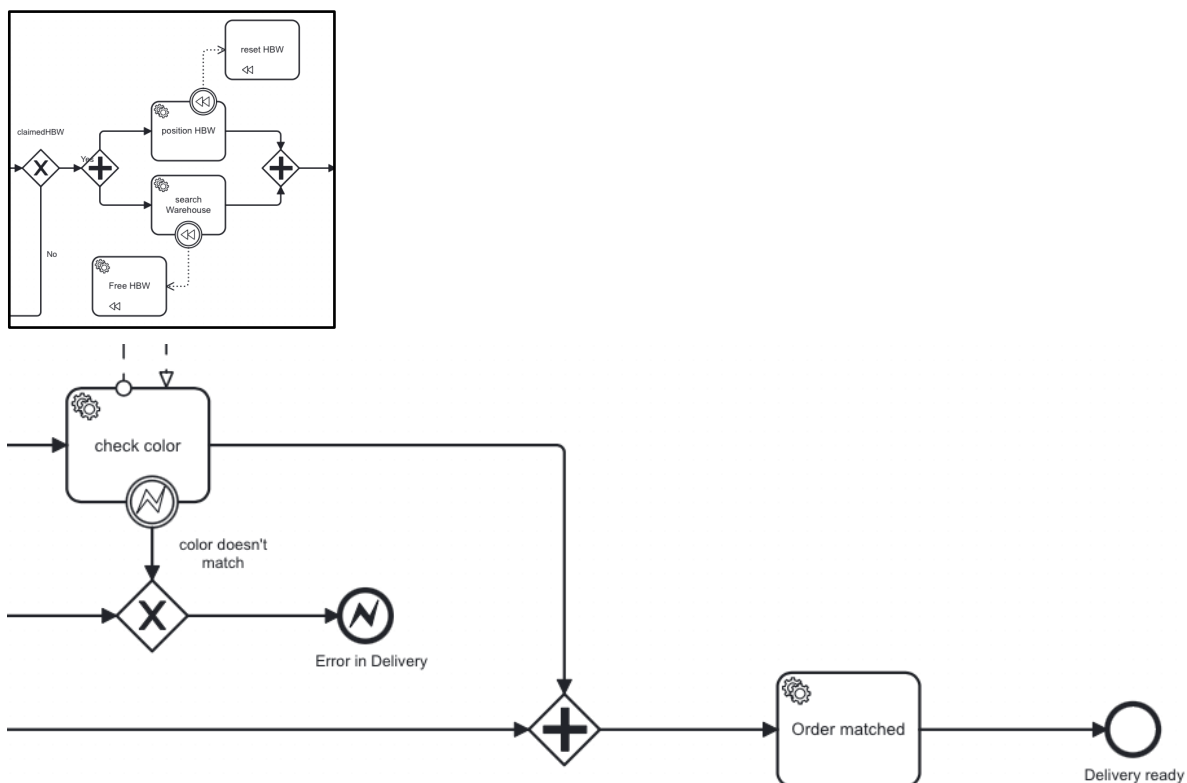 reset HBW
claimedHBW
position HBW
Yes
search
Warehouse
No
Free HBW
check color
color doesn't
match
Error in Delivery
Order matched
Delivery ready